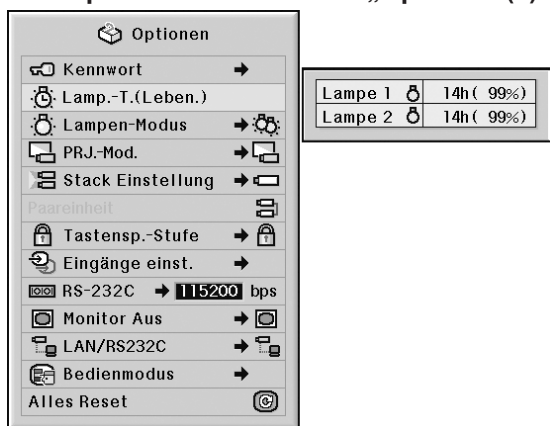 Optionen
Kennwort
Lamp.-T.(Leben.)
Lampen-Modus
PRJ.-Mod.
Stack Einstellung
Paareinheit
Tastensp.-Stufe
Eingänge einst.
RS-232C 115200 bps
Monitor Aus
LAN/RS232C
Bedienmodus
Alles Reset
Lampe 1 14h( 99%)
Lampe 2 14h( 99%)